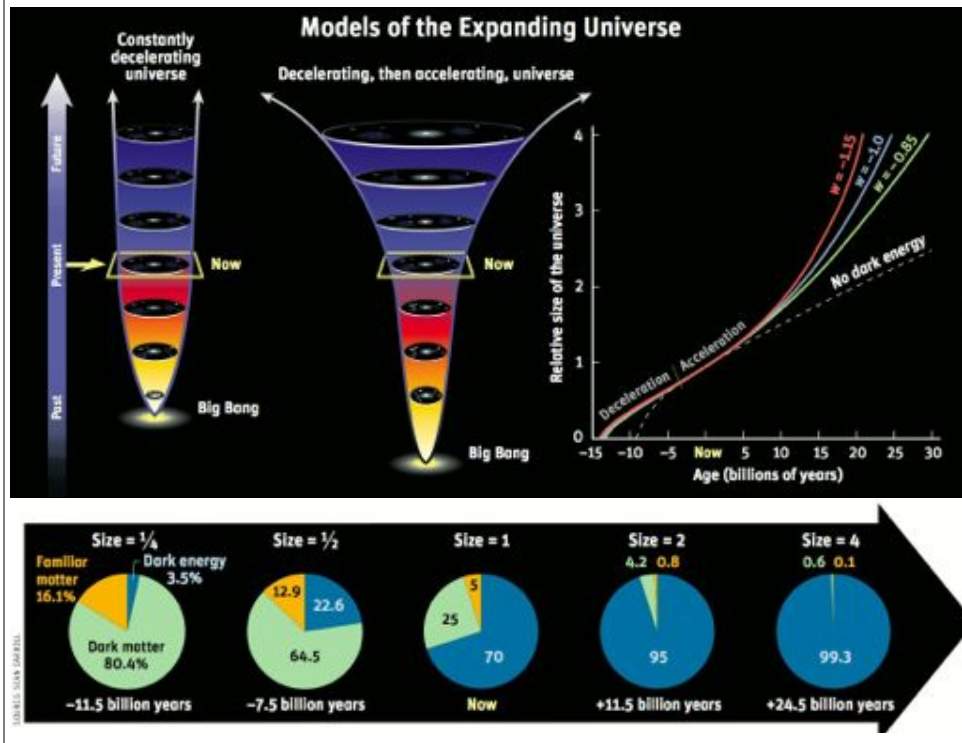 Models of the Expanding Universe
Constantly
decelerating
universe
Decelerating, then accelerating, universe
Future
Present
Past
Now
Big Bang
Now
Big Bang
Relative size of the universe
4
3
2
1
0
w = –1.15
w = –1.0
w = –0.85
No dark energy
Deceleration
Acceleration
–15 –10 –5 Now 5 10 15 20 25 30
Age (billions of years)
Size = ¼
Familiar
matter
16.1%
Dark energy
3.5%
Dark matter
80.4%
–11.5 billion years
Size = ½
12.9
22.6
64.5
–7.5 billion years
Size = 1
5
25
70
Now
Size = 2
4.2 0.8
95
+11.5 billion years
Size = 4
0.6 0.1
99.3
+24.5 billion years
SOURCE: SEAN CARROLL